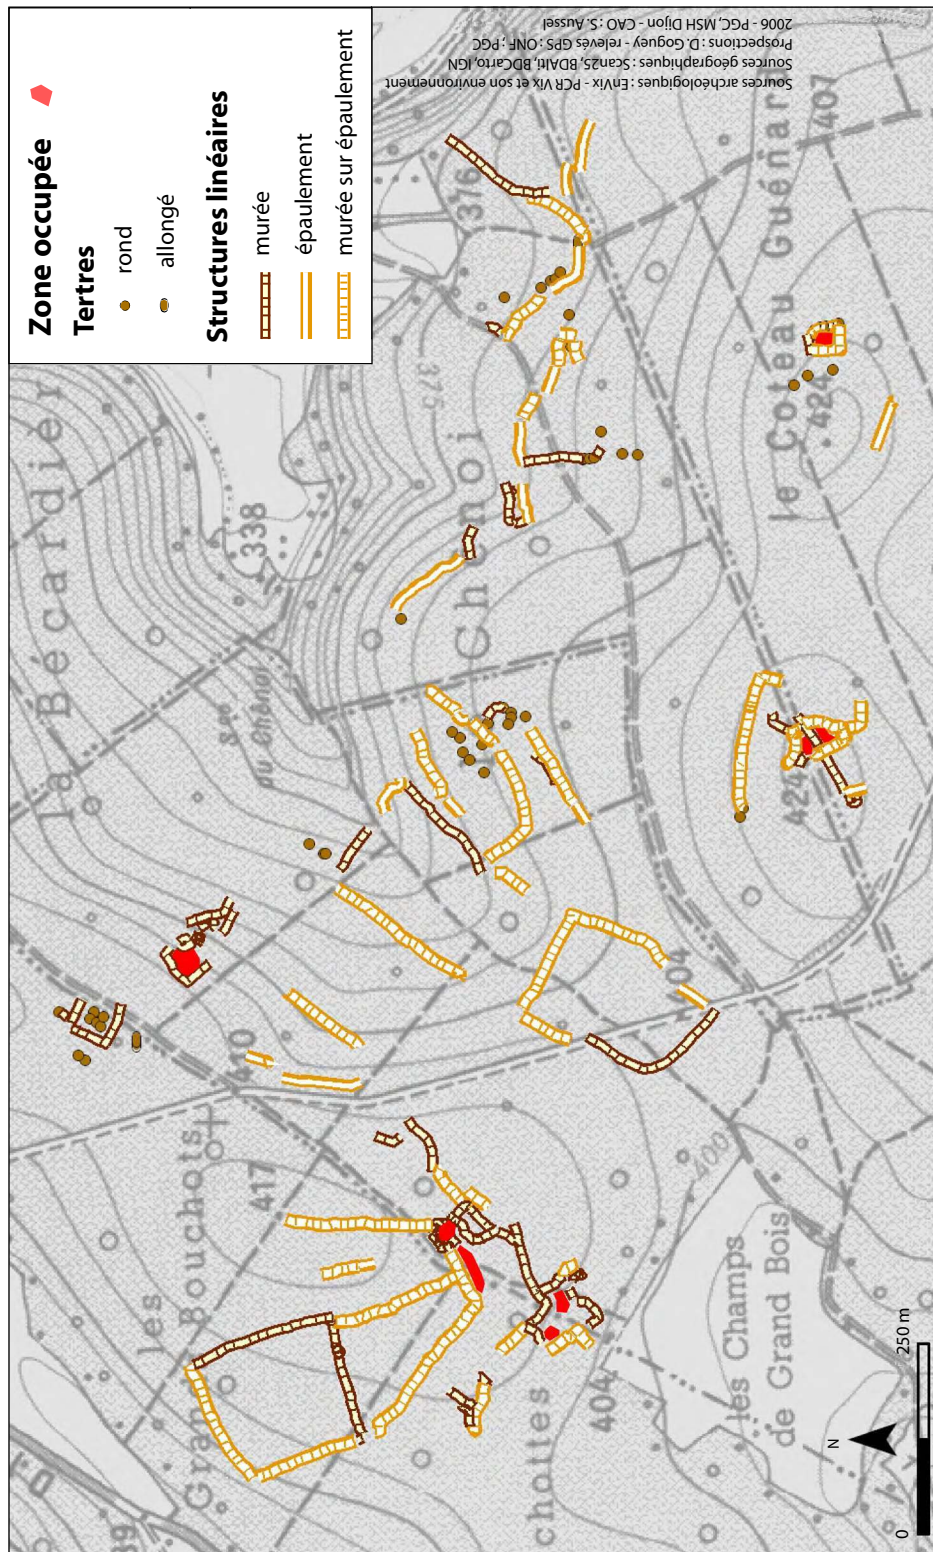 Zone occupée
Tertres
rond
allongé
Structures linéaires
murée
épaulement
murée sur épaulement
Sources archéologiques : EnVix - PCR Vix et son environnement
Sources géographiques : Scan25, BDAlti, BDCarto, IGN
Prospections : D. Goguey - relevés GPS : ONF ; PGC
2006 - PGC, MSH Dijon - CAO : S. Aussel
la Bécardier
338
du Chênoi
375
376
Chênoi
407
le Coteau Guénard
424
424
404
410
417
les
Grands Bouchots
400
les Champs
de Grand Bois
chottes
404
N
0
250 m